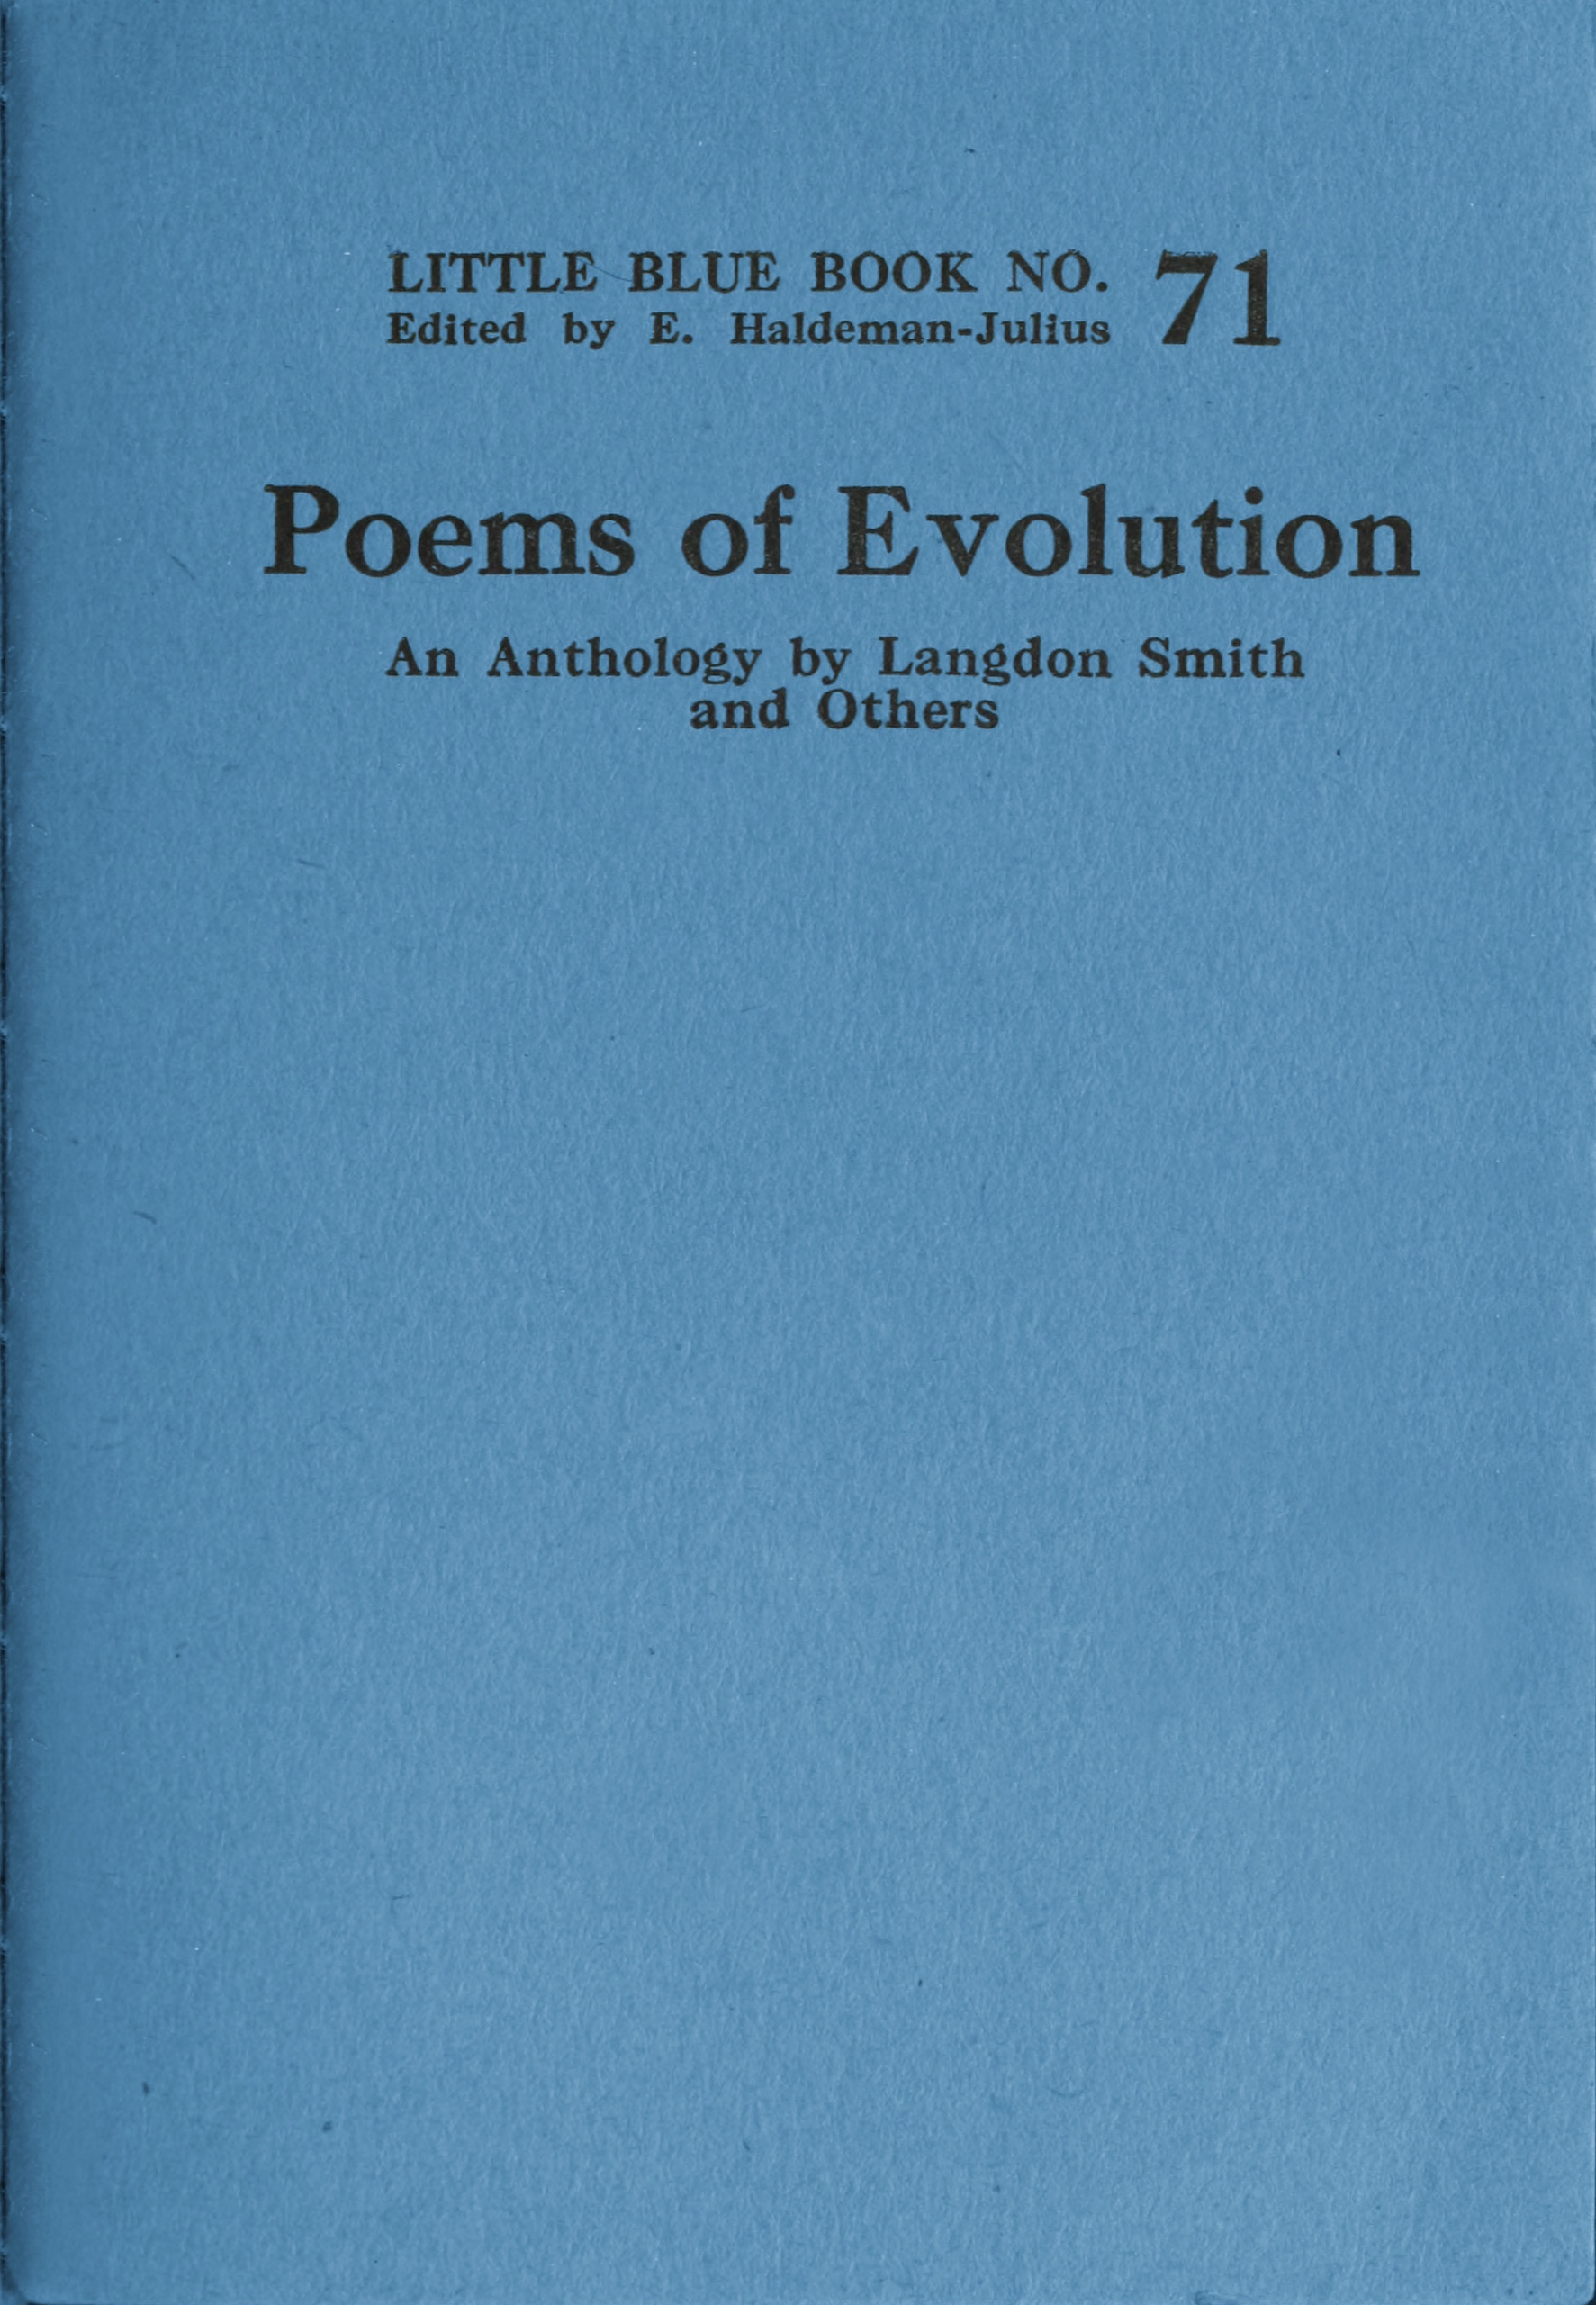 LITTLE BLUE BOOK NO. 71
Edited by E. Haldeman-Julius
Poems of Evolution
An Anthology by Langdon Smith
and Others